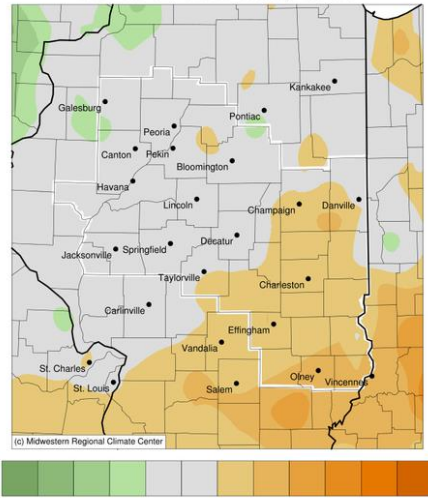 Kankakee
Galesburg
Pontiac
Peoria
Canton
Pekin
Bloomington
Havana
Lincoln
Champaign
Danville
Decatur
Jacksonville
Springfield
Taylorville
Charleston
Carlinville
Effingham
Vandalia
St. Charles
Olney
Vincennes
St. Louis
Salem
(c) Midwestern Regional Climate Center